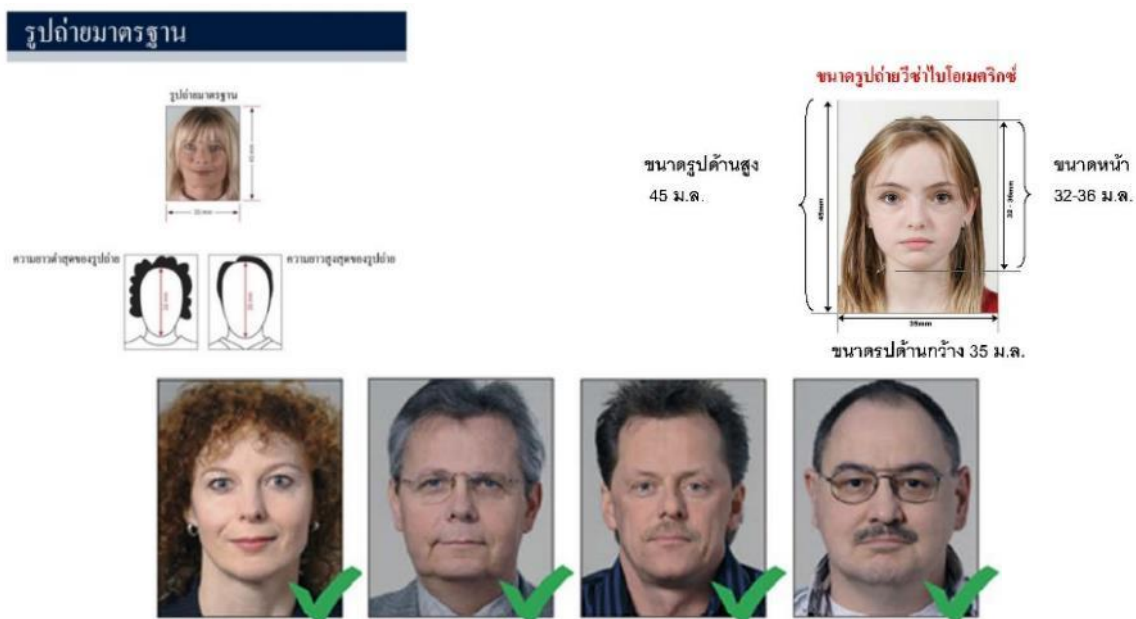 รูปถ่ายมาตรฐาน
รูปถ่ายมาตรฐาน
ขนาดรูปถ่ายวีซ่าไบโอเมตริกซ์
ขนาดรูปด้านสูง
45 ม.ล.
45mm
32 - 36mm
ขนาดหน้า
32-36 ม.ล.
35mm
ขนาดรูปด้านกว้าง 35 ม.ล.
ความยาวต่ำสุดของรูปถ่าย
ความยาวสูงสุดของรูปถ่าย